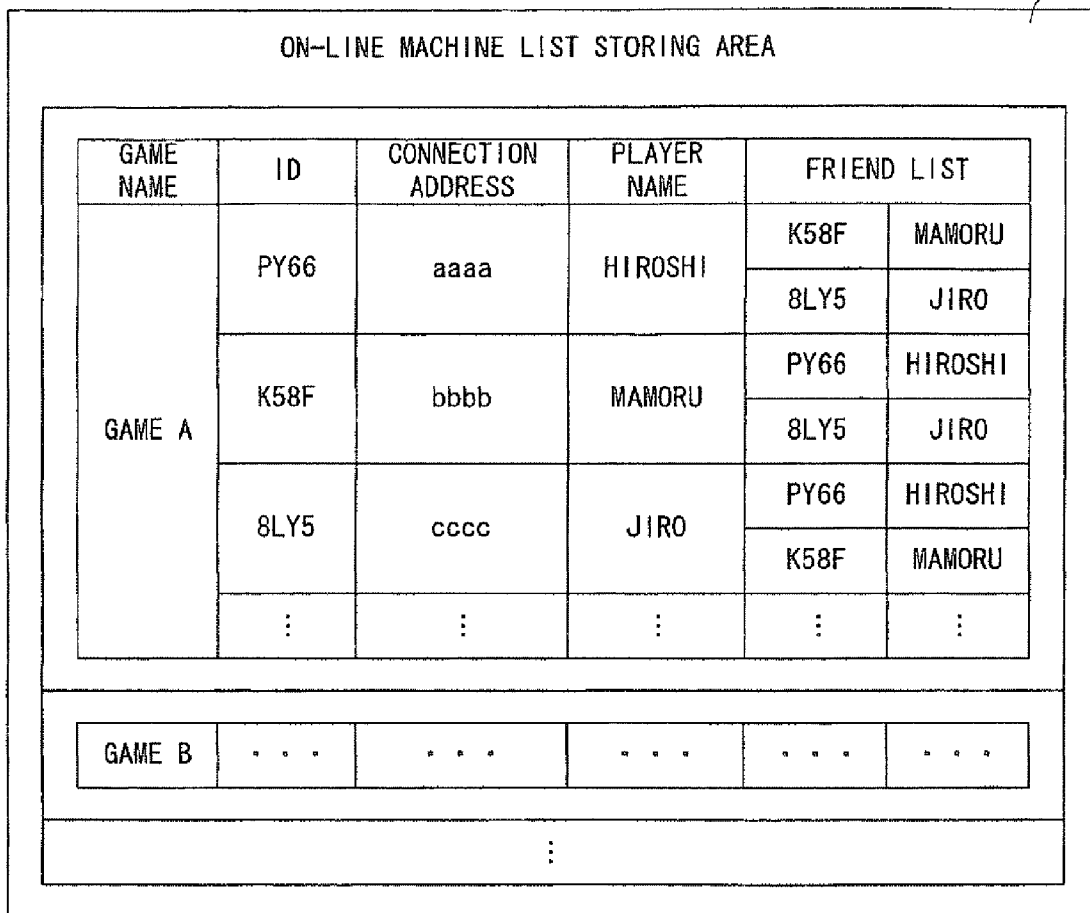 ON-LINE MACHINE LIST STORING AREA
GAME NAME ID CONNECTION ADDRESS PLAYER NAME FRIEND LIST
GAME A
PY66 aaaa HIROSHI
K58F MAMORU
8LY5 JIRO
K58F bbbb MAMORU
PY66 HIROSHI
8LY5 JIRO
8LY5 cccc JIRO
PY66 HIROSHI
K58F MAMORU
⋮ ⋮ ⋮ ⋮ ⋮
GAME B ... ... ... ... ...
⋮